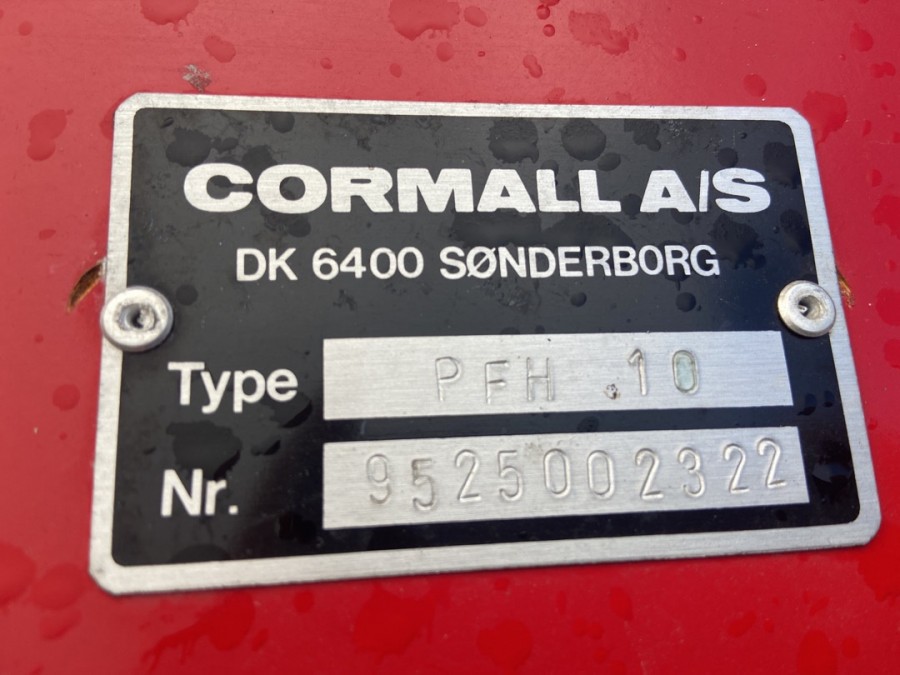 CORMALL A/S
DK 6400 SØNDERBORG
Type PFH .10
Nr. 9525002322